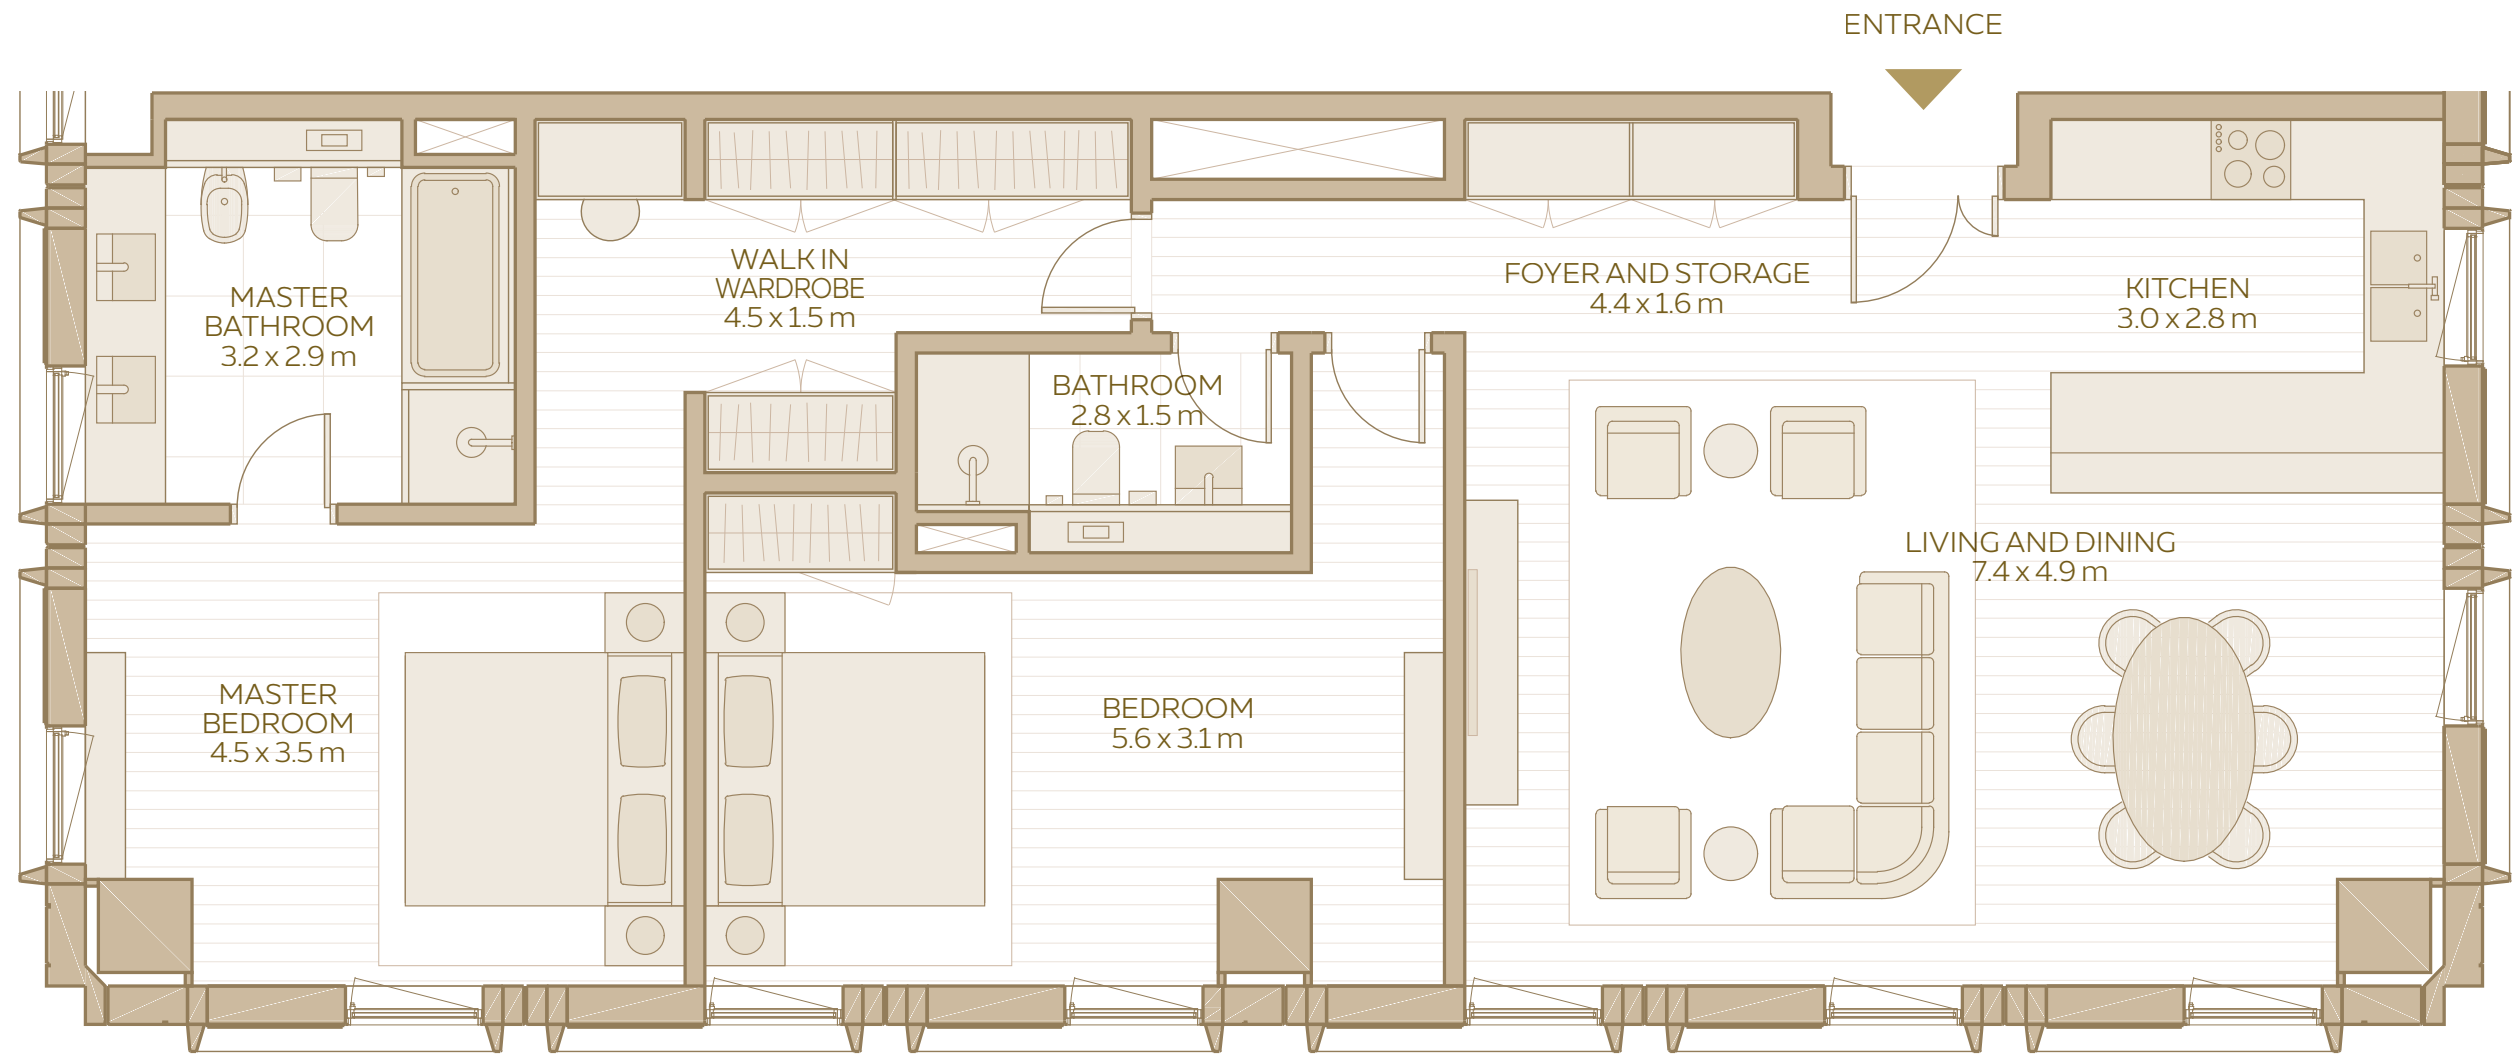 ENTRANCE
WALK IN
WARDROBE
4.5 x 1.5 m
FOYER AND STORAGE
4.4 x 1.6 m
KITCHEN
3.0 x 2.8 m
MASTER
BATHROOM
3.2 x 2.9 m
BATHROOM
2.8 x 1.5 m
LIVING AND DINING
7.4 x 4.9 m
MASTER
BEDROOM
4.5 x 3.5 m
BEDROOM
5.6 x 3.1 m